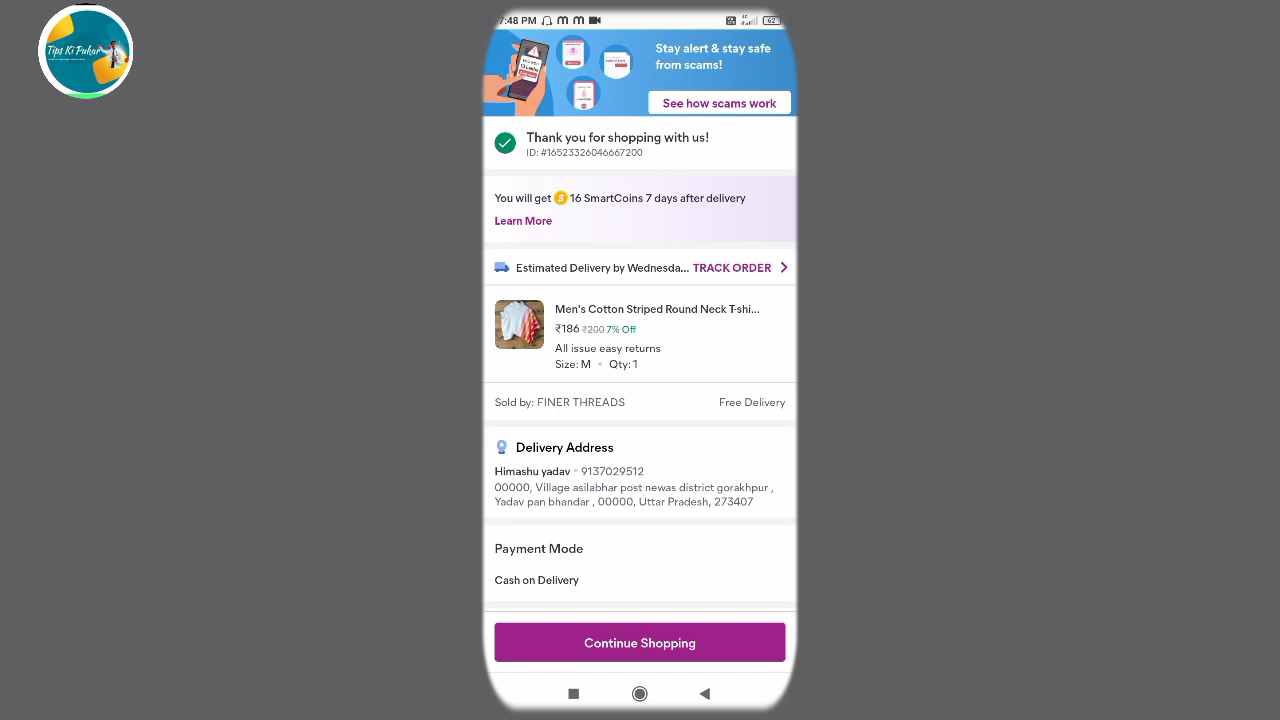 Tips Ki Pukar
7:48 PM
62
Stay alert & stay safe
from scams!
See how scams work
Thank you for shopping with us!
ID: #16523326046667200
You will get 16 SmartCoins 7 days after delivery
Learn More
Estimated Delivery by Wednesda... TRACK ORDER
Men's Cotton Striped Round Neck T-shi...
₹186 ₹200 7% Off
All issue easy returns
Size: M • Qty: 1
Sold by: FINER THREADS Free Delivery
Delivery Address
Himashu yadav • 9137029512
00000, Village asilabhar post newas district gorakhpur ,
Yadav pan bhandar , 00000, Uttar Pradesh, 273407
Payment Mode
Cash on Delivery
Continue Shopping